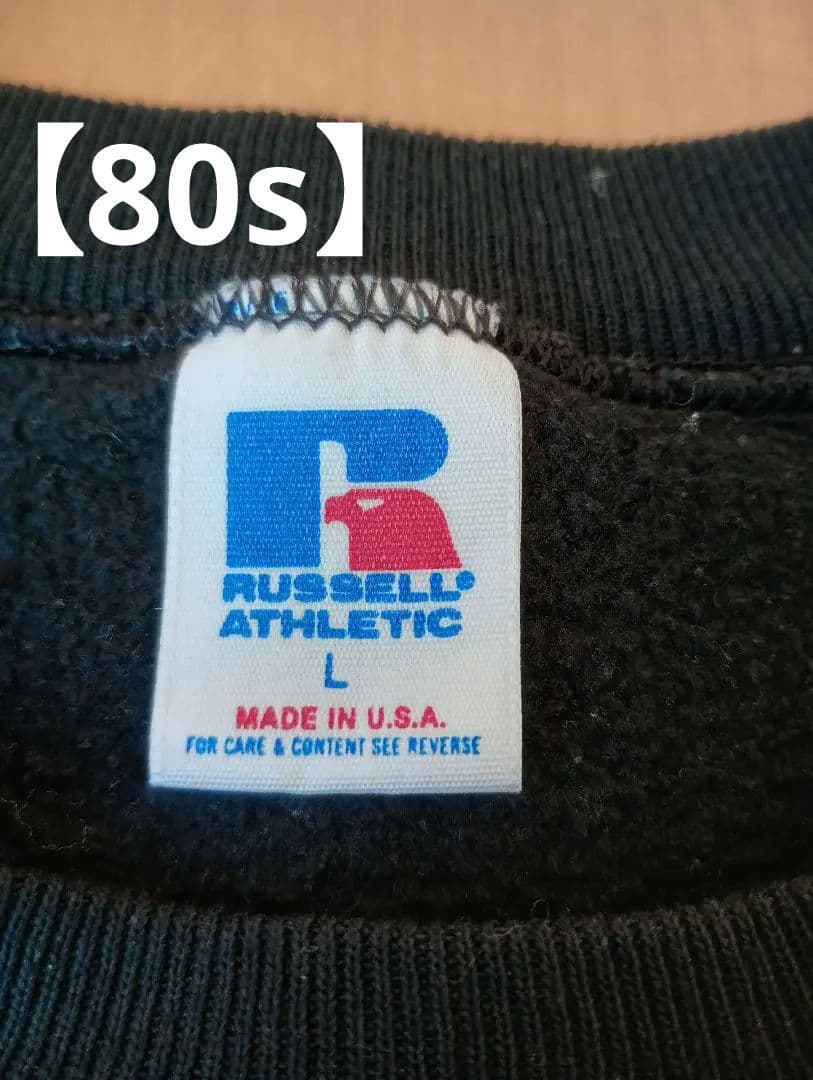 【80s】
RUSSELL®
ATHLETIC
L
MADE IN U.S.A.
FOR CARE & CONTENT SEE REVERSE